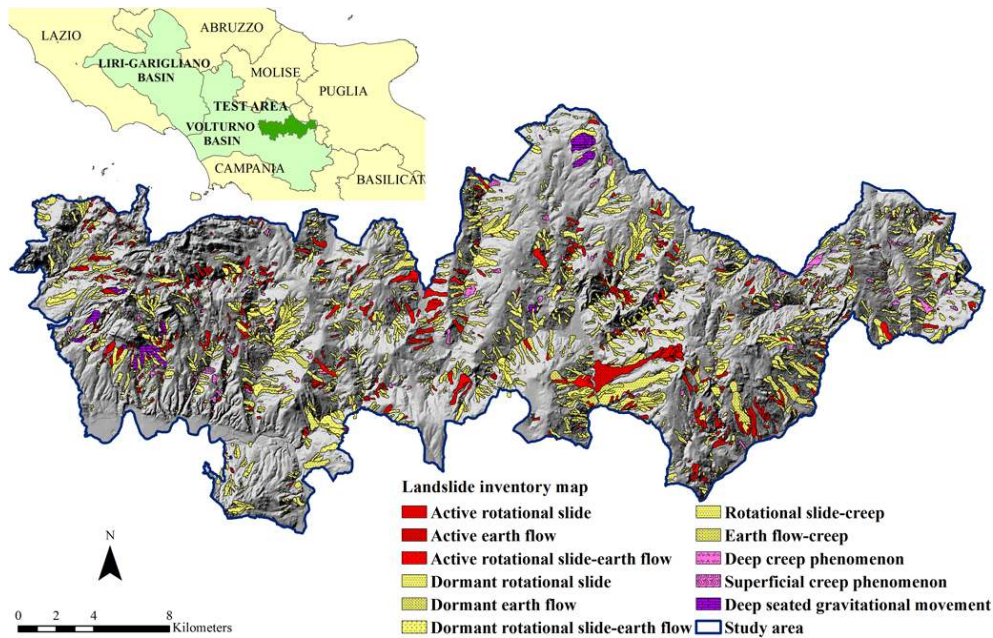 ABRUZZO
LAZIO
LIRI-GARIGLIANO
BASIN
MOLISE
PUGLIA
TEST AREA
VOLTURNO
BASIN
CAMPANIA
BASILICAT
Landslide inventory map
Active rotational slide
Active earth flow
Active rotational slide-earth flow
Dormant rotational slide
Dormant earth flow
Dormant rotational slide-earth flow
Rotational slide-creep
Earth flow-creep
Deep creep phenomenon
Superficial creep phenomenon
Deep seated gravitational movement
Study area
N
0 2 4 8
Kilometers